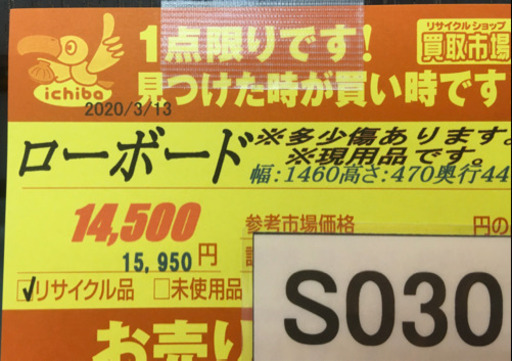 1点限りです!
リサイクルショップ
買取市場
ichiba
見つけた時が買い時です
2020/3/13
ローボード
※多少傷あります。
※現用品です。
幅:1460高さ:470奥行44
14,500
参考市場価格
円の
15,950円
✓リサイクル品 □未使用品
S030
お売り